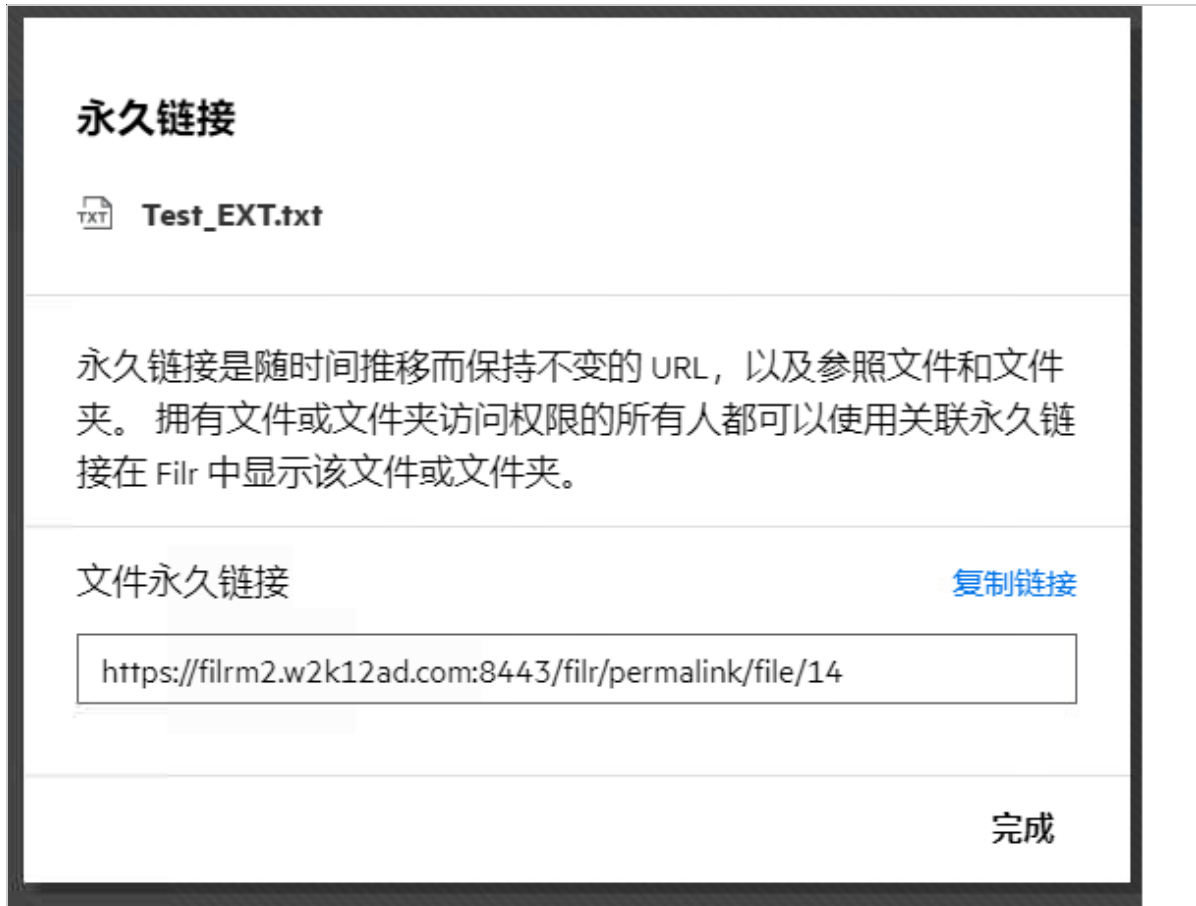 永久链接
TXT
Test_EXT.txt
永久链接是随时间推移而保持不变的 URL，以及参照文件和文件
夹。 拥有文件或文件夹访问权限的所有人都可以使用关联永久链
接在 Filr 中显示该文件或文件夹。
文件永久链接
复制链接
https://filrm2.w2k12ad.com:8443/filr/permalink/file/14
完成